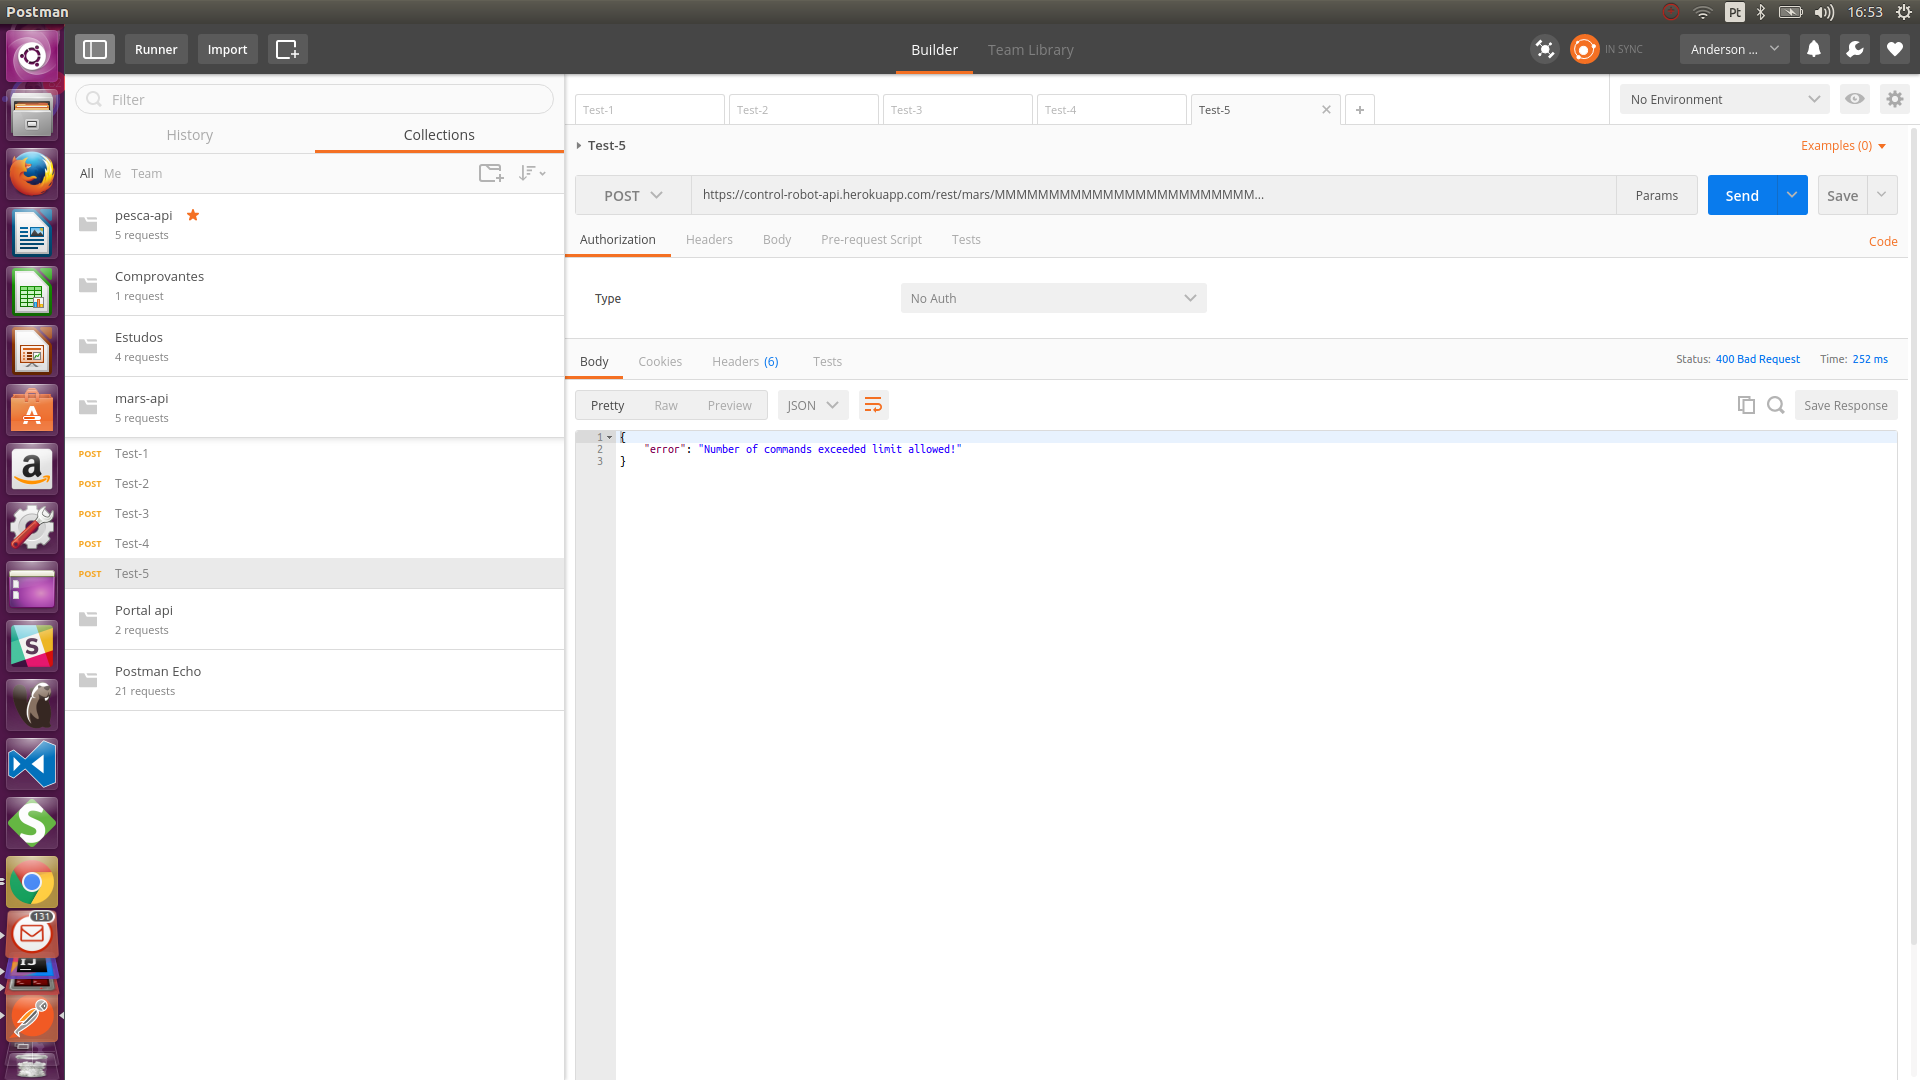 Postman
Pt
16:53
Runner
Import
Builder
Team Library
IN SYNC
Anderson ...
Filter
History
Collections
All Me Team
pesca-api
5 requests
Comprovantes
1 request
Estudos
4 requests
mars-api
5 requests
POST Test-1
POST Test-2
POST Test-3
POST Test-4
POST Test-5
Portal api
2 requests
Postman Echo
21 requests
131
Test-1
Test-2
Test-3
Test-4
Test-5
No Environment
Test-5
Examples (0)
POST
https://control-robot-api.herokuapp.com/rest/mars/MMMMMMMMMMMMMMMMMMMMMMMM...
Params
Send
Save
Authorization
Headers
Body
Pre-request Script
Tests
Code
Type
No Auth
Body
Cookies
Headers (6)
Tests
Status: 400 Bad Request
Time: 252 ms
Pretty
Raw
Preview
JSON
Save Response
1 {
2 "error": "Number of commands exceeded limit allowed!"
3 }